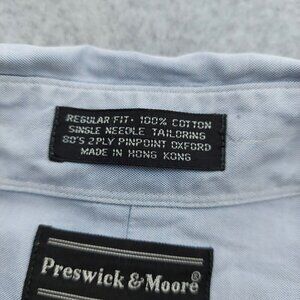 REGULAR FIT · 100% COTTON
SINGLE NEEDLE TAILORING
80'S 2 PLY PINPOINT OXFORD
MADE IN HONG KONG
Preswick & Moore®